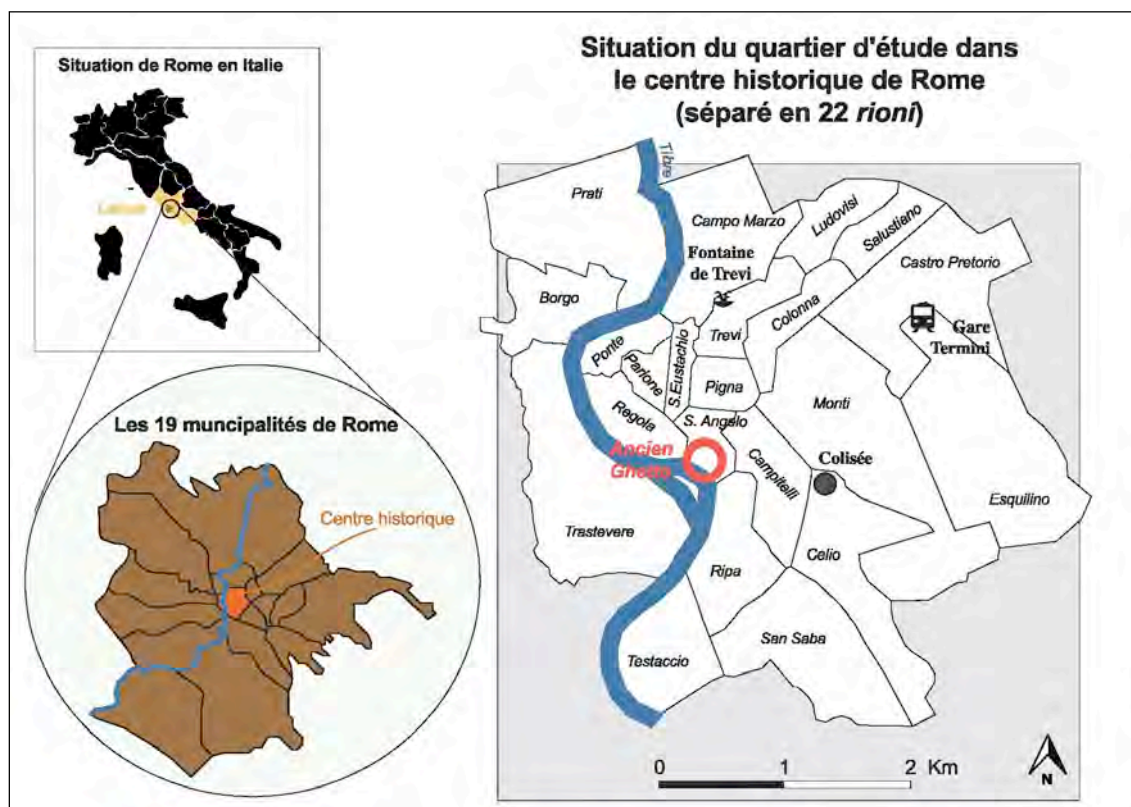 Situation de Rome en Italie
Latium
Les 19 muncipalités de Rome
Centre historique
Situation du quartier d'étude dans
le centre historique de Rome
(séparé en 22 rioni)
Tibre
Prati
Campo Marzo
Ludovisi
Salustiano
Fontaine
de Trevi
Castro Pretorio
Borgo
Trevi
Colonna
Gare
Termini
Ponte
Parione
S.Eustachio
Pigna
Monti
Regola
S. Angelo
Ancien
Ghetto
Campitelli
Colisée
Esquilino
Trastevere
Celio
Ripa
San Saba
Testaccio
0 1 2 Km
N